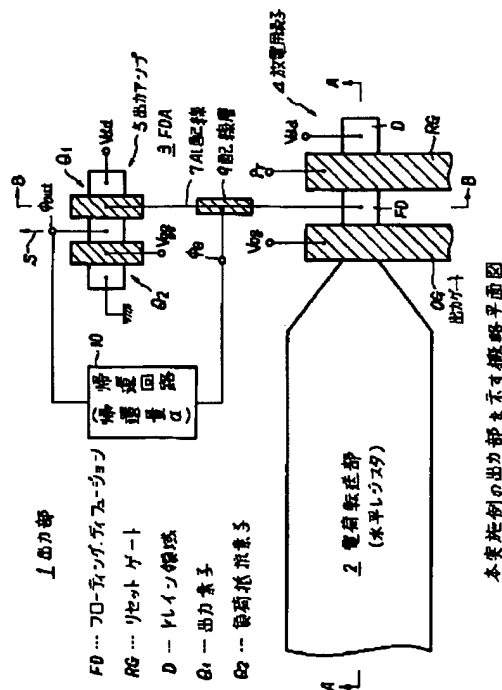 1 出力部
FD … フローティング・ディフュージョン
RG … リセットゲート
D … ドレイン領域
Q1 … 出力素子
Q2 … 負荷抵抗素子
10
帰還回路
(帰還量α)
S
φout
B
Q1
Vdd
5 出力アンプ
3 FDA
Q2
VGG
7 Al配線
9 配線層
φa
4 放電用素子
A
Vdd
D
RG
FD
B
VOG
OG
出力ゲート
2 電荷転送部
(水平レジスタ)
A
本実施例の出力部を示す概略平面図